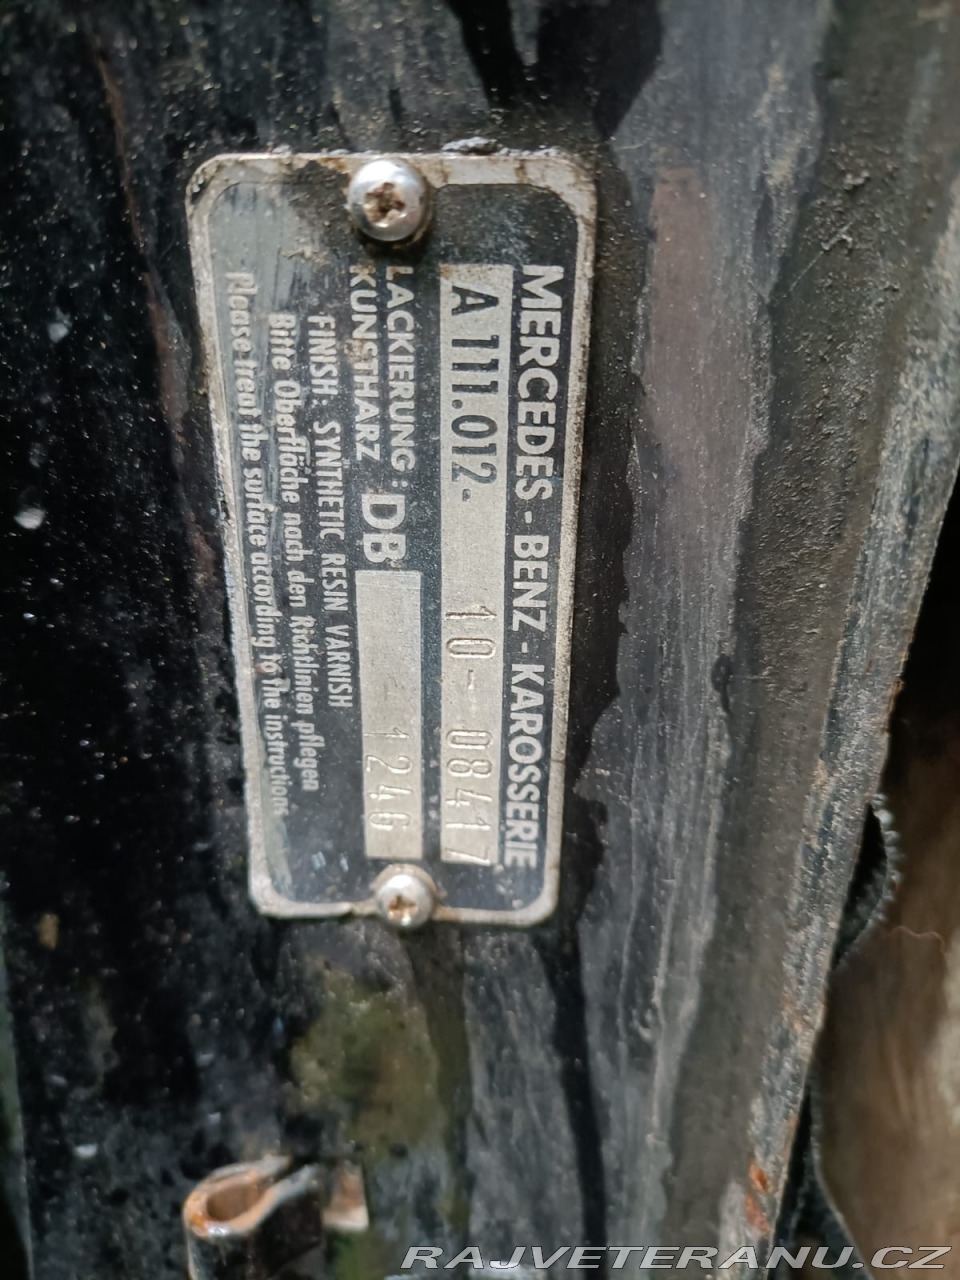 MERCEDES-BENZ-KAROSSERIE
A 111.012. 10-08417
LACKIERUNG:
KUNSTHARZ DB 1246
FINISH: SYNTHETIC RESIN VARNISH
Bitte Oberfläche nach den Richtlinien pflegen
Please treat the surface according to the instructions
RAJVETERANU.CZ